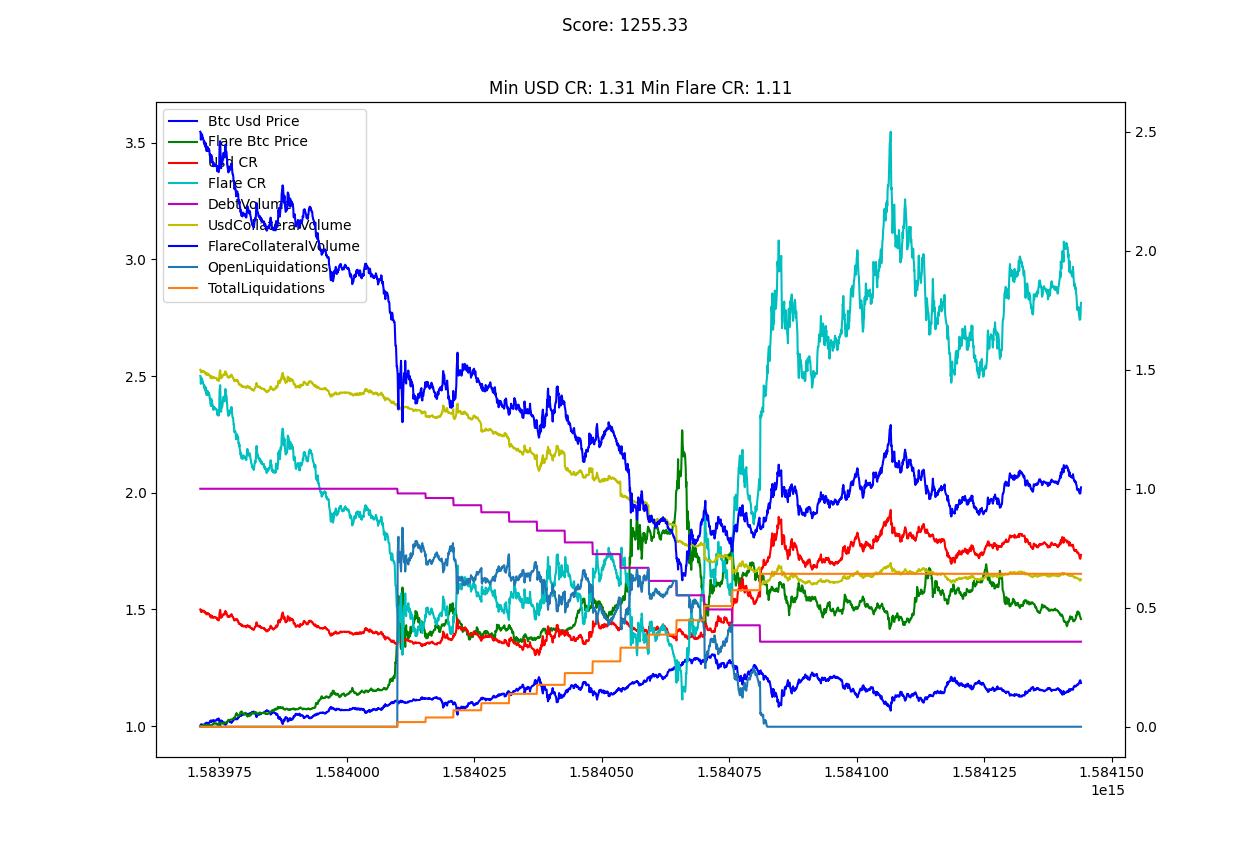 Score: 1255.33
Min USD CR: 1.31 Min Flare CR: 1.11
Btc Usd Price
Flare Btc Price
Usd CR
Flare CR
DebtVolume
UsdCollateralVolume
FlareCollateralVolume
OpenLiquidations
TotalLiquidations
3.5
3.0
2.5
2.0
1.5
1.0
2.5
2.0
1.5
1.0
0.5
0.0
1.583975 1.584000 1.584025 1.584050 1.584075 1.584100 1.584125 1.584150
1e15